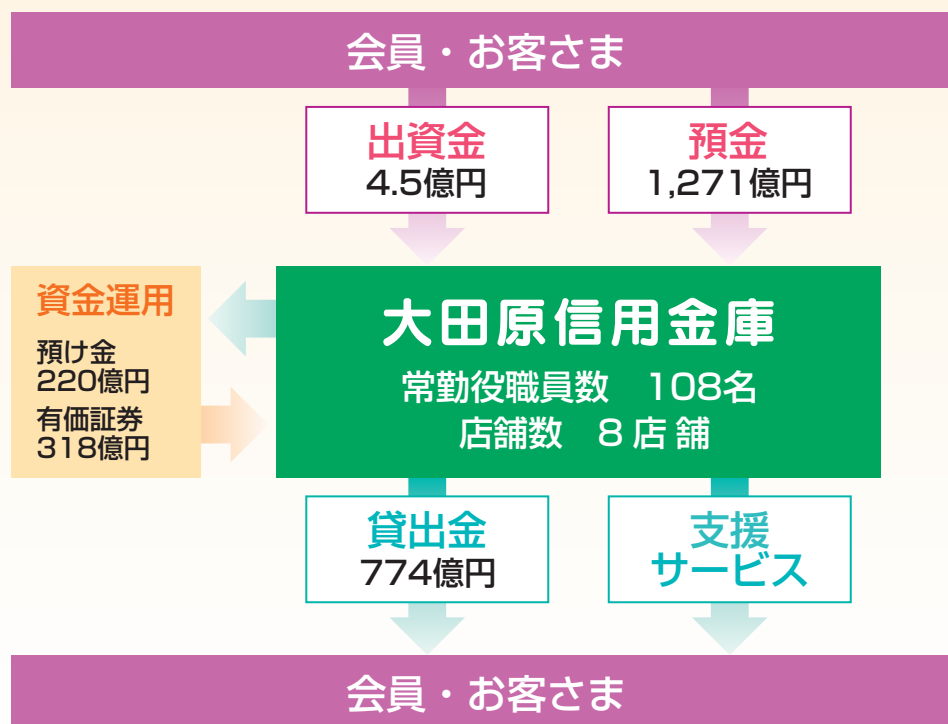 会員・お客さま
出資金
4.5億円
預金
1,271億円
資金運用
預け金
220億円
有価証券
318億円
大田原信用金庫
常勤役職員数　108名
店舗数　8店舗
貸出金
774億円
支援
サービス
会員・お客さま